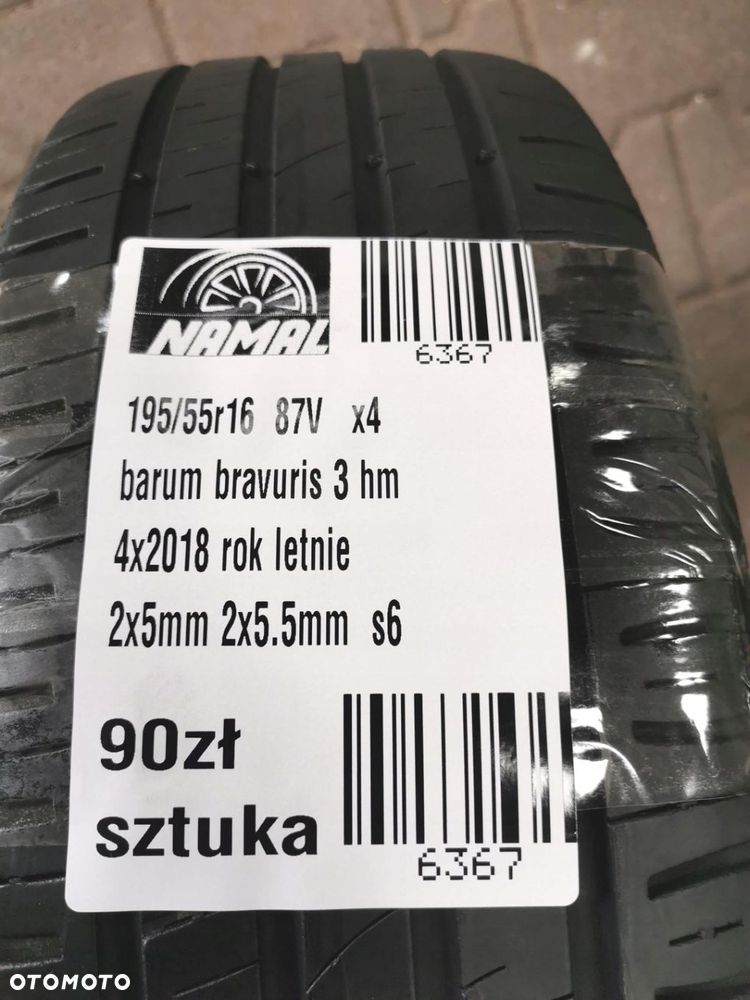 NAMAL
6367
195/55r16 87V x4
barum bravuris 3 hm
4x2018 rok letnie
2x5mm 2x5.5mm s6
90zł
sztuka
6367
OTOMOTO